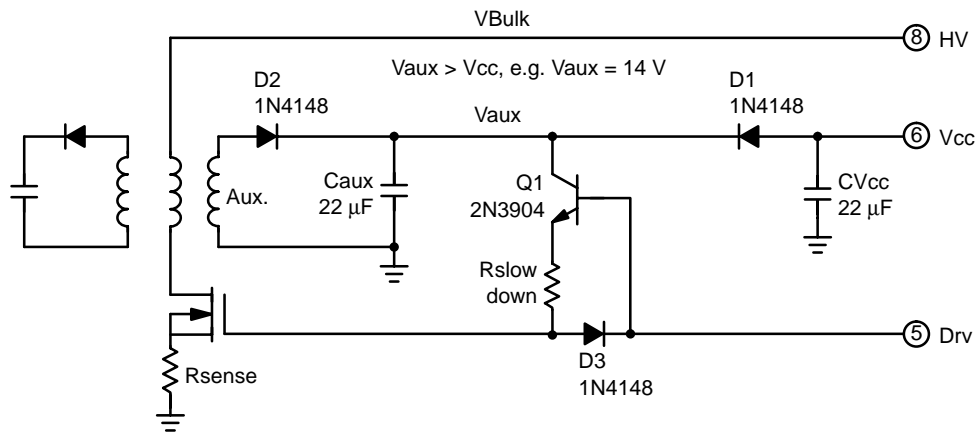 VBulk
8 HV
Vaux > Vcc, e.g. Vaux = 14 V
D2
1N4148
D1
1N4148
Vaux
6 Vcc
Aux.
Caux
22 μF
Q1
2N3904
CVcc
22 μF
Rslow
down
5 Drv
D3
1N4148
Rsense